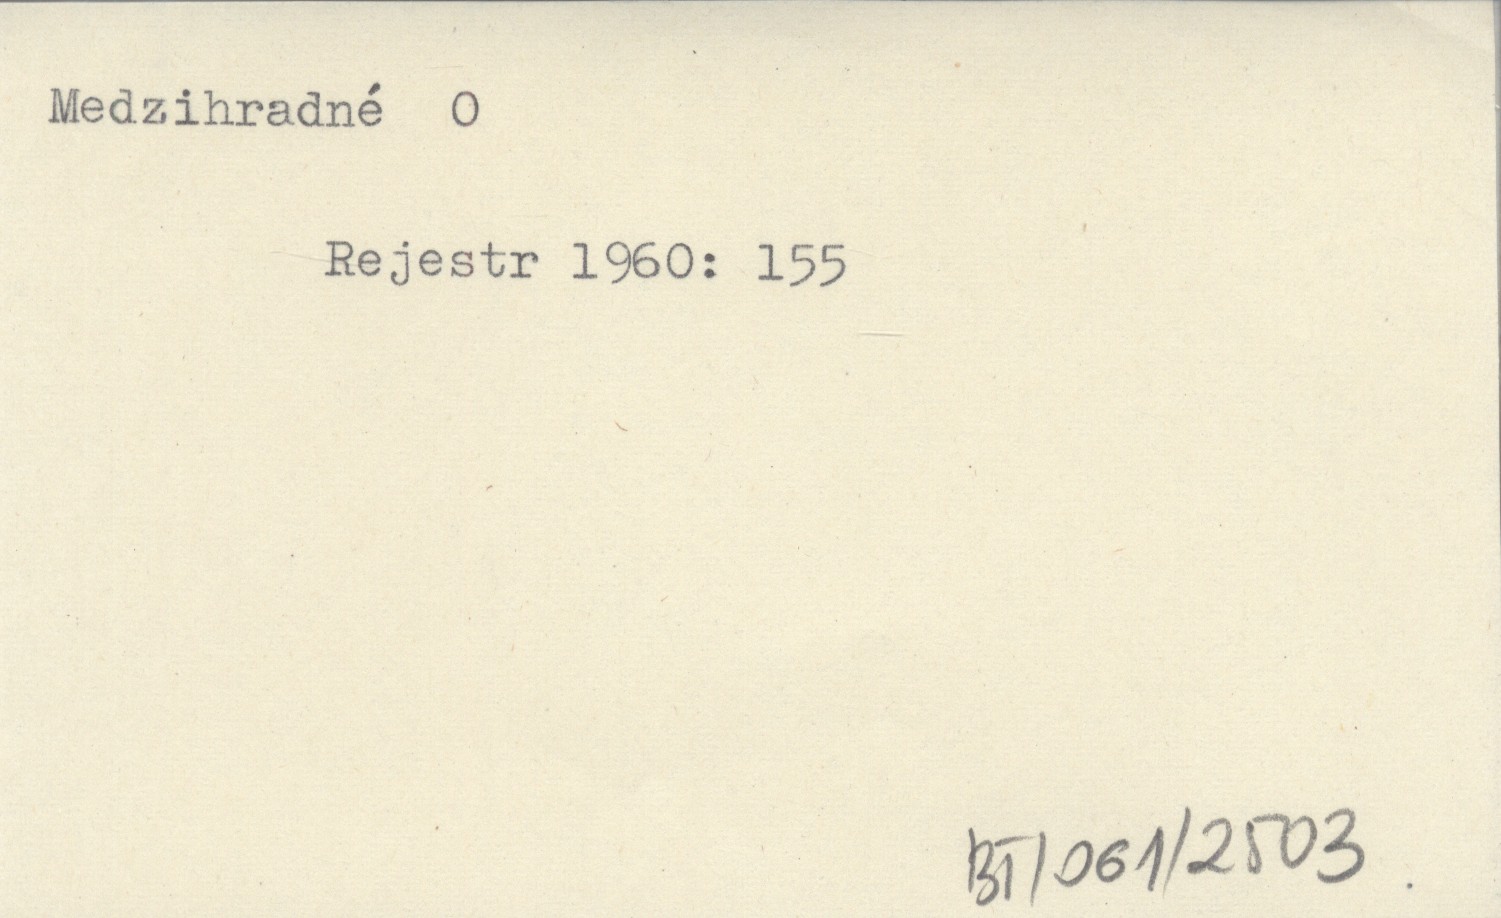 Medzihradné O
Rejestr 1960: 155
BT/061/2503